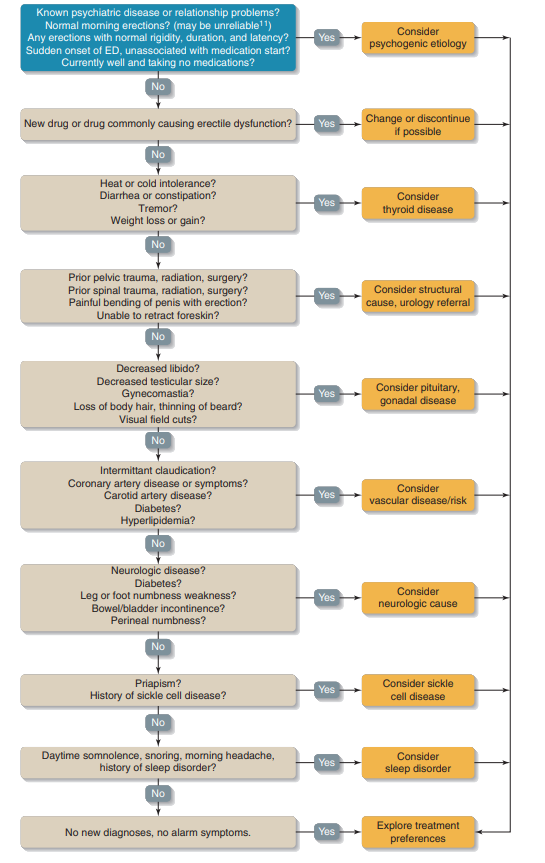 Known psychiatric disease or relationship problems?
Normal morning erections? (may be unreliable¹¹)
Any erections with normal rigidity, duration, and latency?
Sudden onset of ED, unassociated with medication start?
Currently well and taking no medications?
Yes
Consider
psychogenic etiology
No
New drug or drug commonly causing erectile dysfunction?
Yes
Change or discontinue
if possible
No
Heat or cold intolerance?
Diarrhea or constipation?
Tremor?
Weight loss or gain?
Yes
Consider
thyroid disease
No
Prior pelvic trauma, radiation, surgery?
Prior spinal trauma, radiation, surgery?
Painful bending of penis with erection?
Unable to retract foreskin?
Yes
Consider structural
cause, urology referral
No
Decreased libido?
Decreased testicular size?
Gynecomastia?
Loss of body hair, thinning of beard?
Visual field cuts?
Yes
Consider pituitary,
gonadal disease
No
Intermittant claudication?
Coronary artery disease or symptoms?
Carotid artery disease?
Diabetes?
Hyperlipidemia?
Yes
Consider
vascular disease/risk
No
Neurologic disease?
Diabetes?
Leg or foot numbness weakness?
Bowel/bladder incontinence?
Perineal numbness?
Yes
Consider
neurologic cause
No
Priapism?
History of sickle cell disease?
Yes
Consider sickle
cell disease
No
Daytime somnolence, snoring, morning headache,
history of sleep disorder?
Yes
Consider
sleep disorder
No
No new diagnoses, no alarm symptoms.
Yes
Explore treatment
preferences